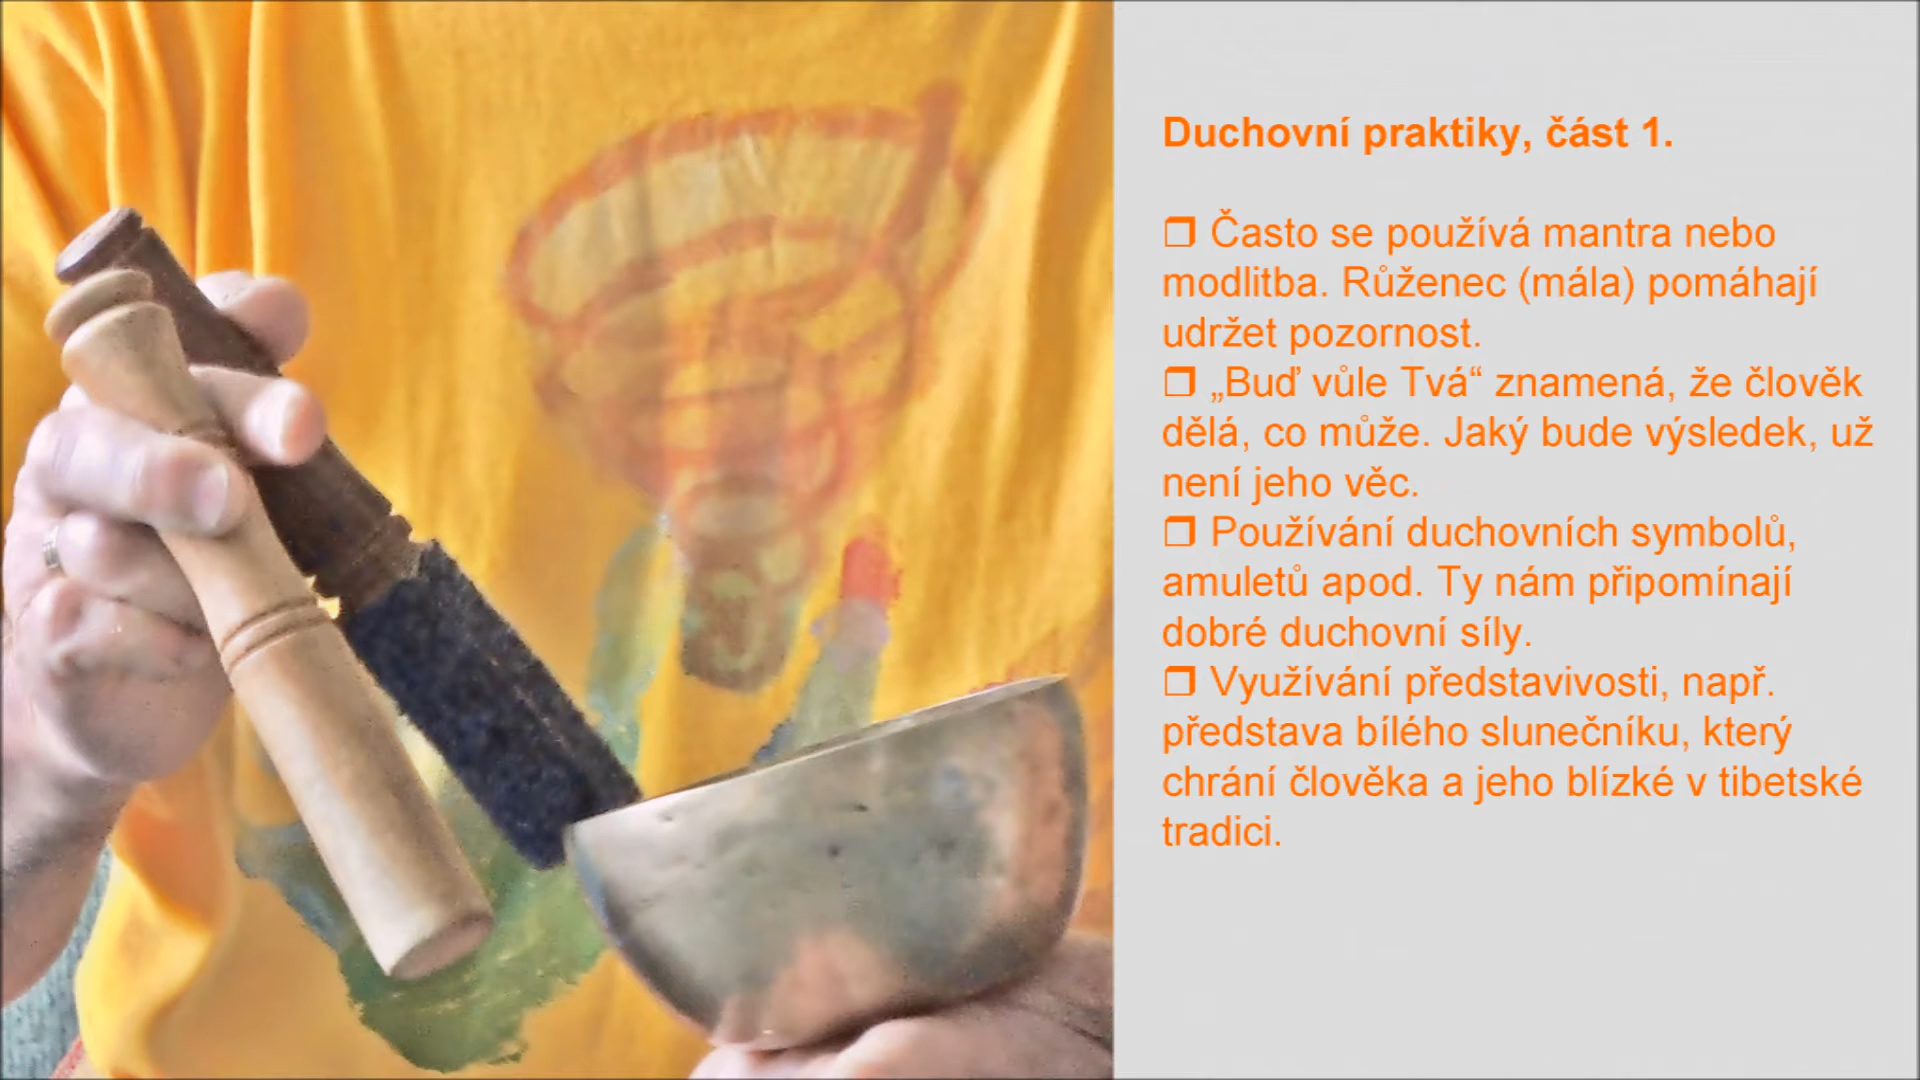 Duchovní praktiky, část 1.
❒ Často se používá mantra nebo
modlitba. Růženec (mála) pomáhají
udržet pozornost.
❒ „Buď vůle Tvá“ znamená, že člověk
dělá, co může. Jaký bude výsledek, už
není jeho věc.
❒ Používání duchovních symbolů,
amuletů apod. Ty nám připomínají
dobré duchovní síly.
❒ Využívání představivosti, např.
představa bílého slunečníku, který
chrání člověka a jeho blízké v tibetské
tradici.